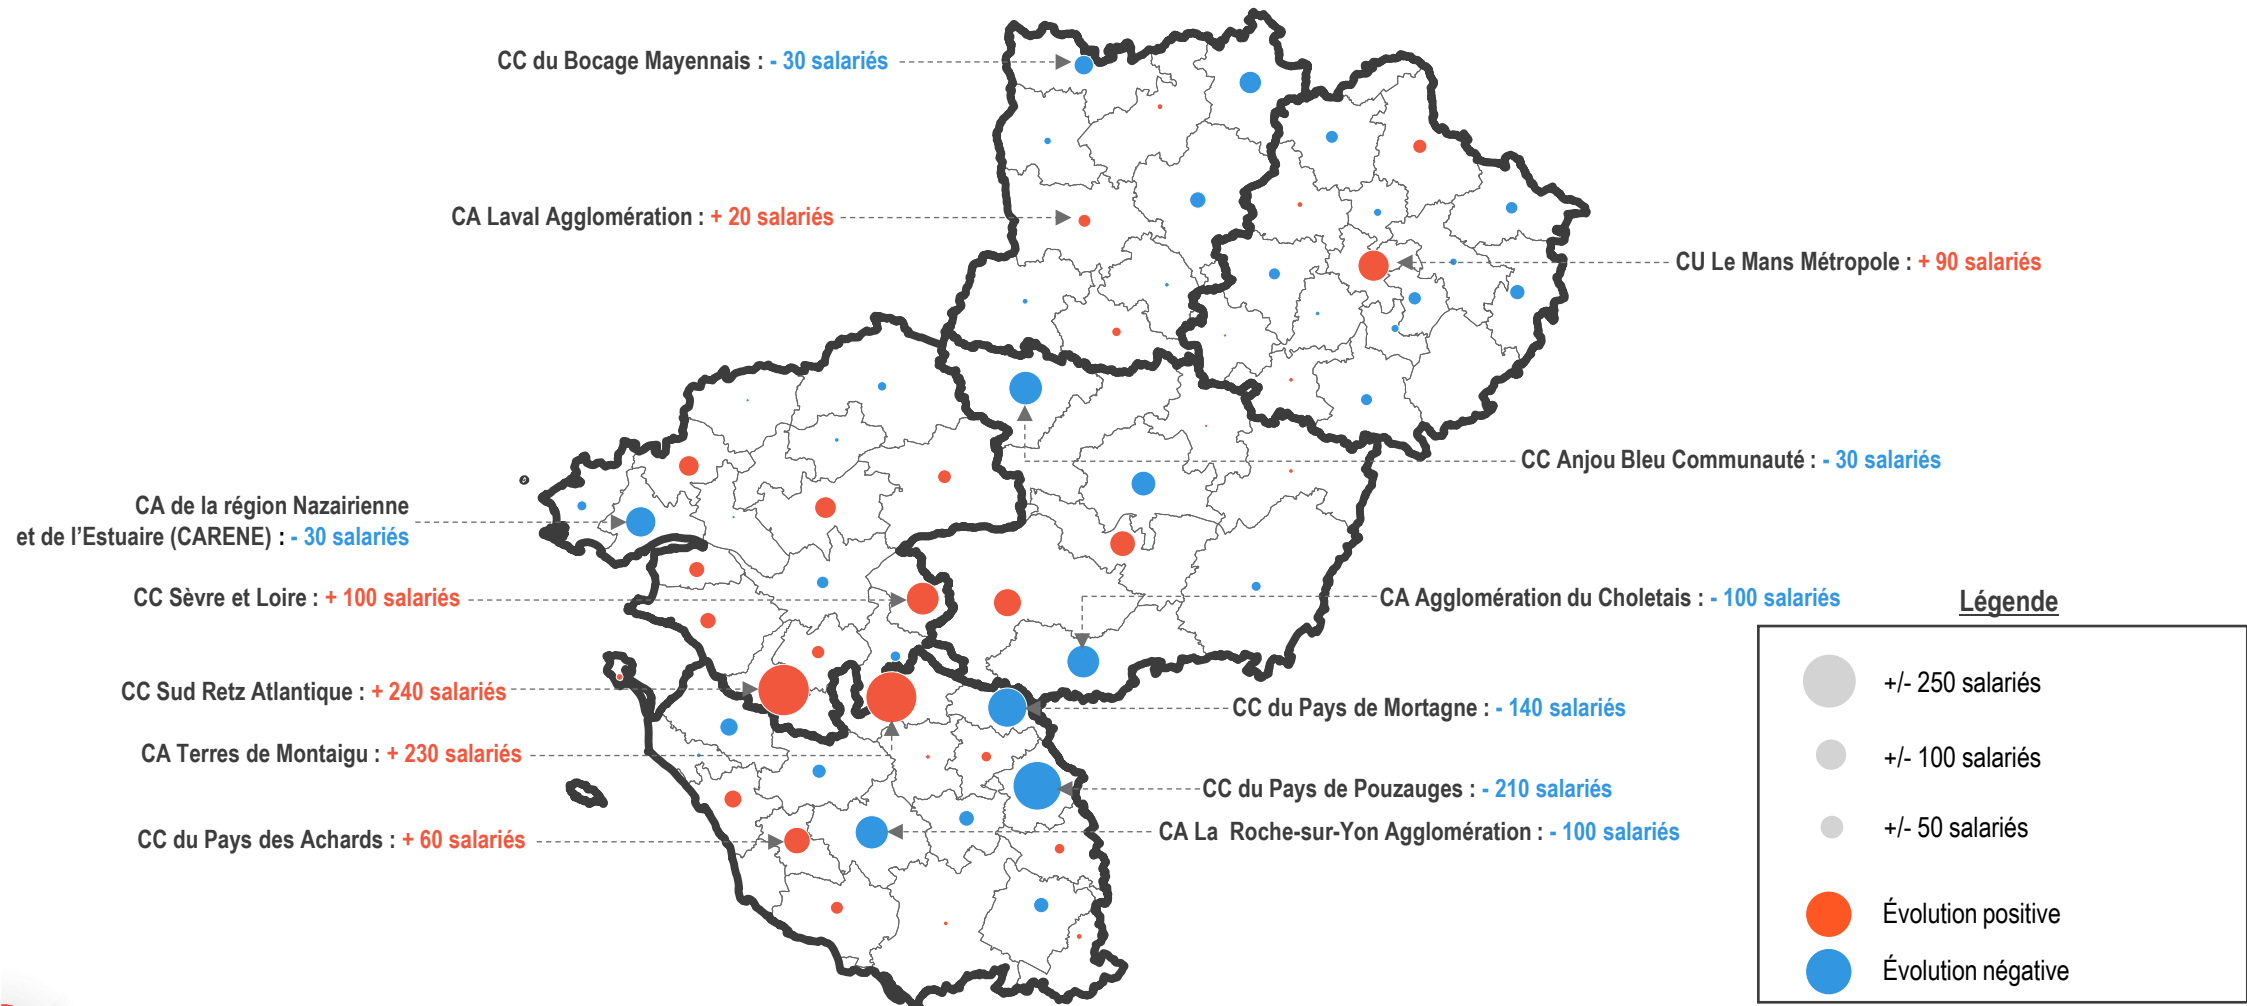 CC du Bocage Mayennais : - 30 salariés
CA Laval Agglomération : + 20 salariés
CU Le Mans Métropole : + 90 salariés
CC Anjou Bleu Communauté : - 30 salariés
CA de la région Nazairienne
et de l’Estuaire (CARENE) : - 30 salariés
CC Sèvre et Loire : + 100 salariés
CA Agglomération du Choletais : - 100 salariés
CC Sud Retz Atlantique : + 240 salariés
CC du Pays de Mortagne : - 140 salariés
CA Terres de Montaigu : + 230 salariés
CC du Pays de Pouzauges : - 210 salariés
CA La Roche-sur-Yon Agglomération : - 100 salariés
CC du Pays des Achards : + 60 salariés
Légende
+/- 250 salariés
+/- 100 salariés
+/- 50 salariés
Évolution positive
Évolution négative